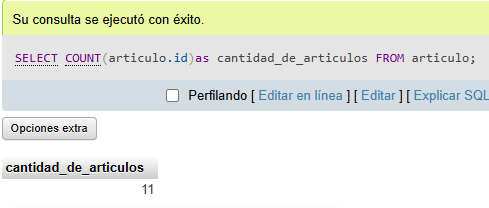 Su consulta se ejecutó con éxito.
SELECT COUNT(articulo.id)as cantidad_de_articulos FROM articulo;
Perfilando [ Editar en línea ] [ Editar ] [ Explicar SQL
Opciones extra
cantidad_de_articulos
11